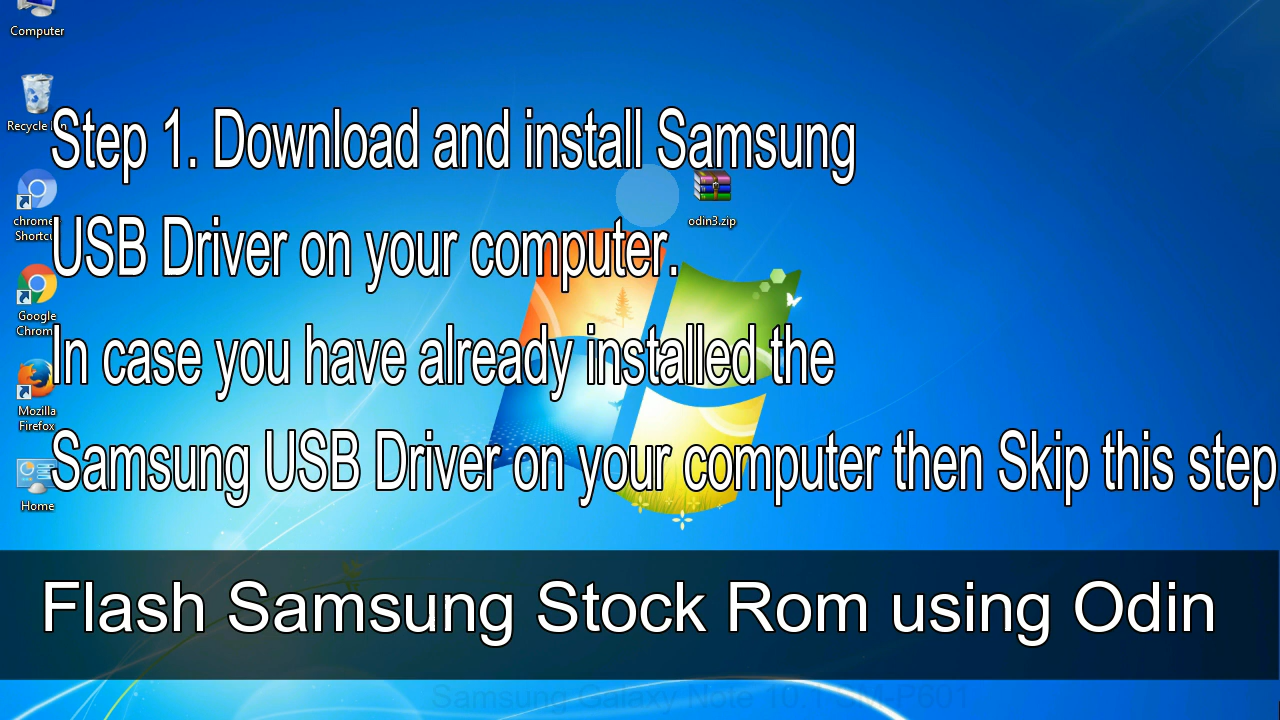 Computer
Recycle
Step 1. Download and install Samsung
chrome
Shortcu
odin3.zip
USB Driver on your computer.
Google
Chrom
In case you have already installed the
Mozilla
Firefox
Samsung USB Driver on your computer then Skip this step
Home
Flash Samsung Stock Rom using Odin
Samsung Galaxy Note 10.1 SM-P601